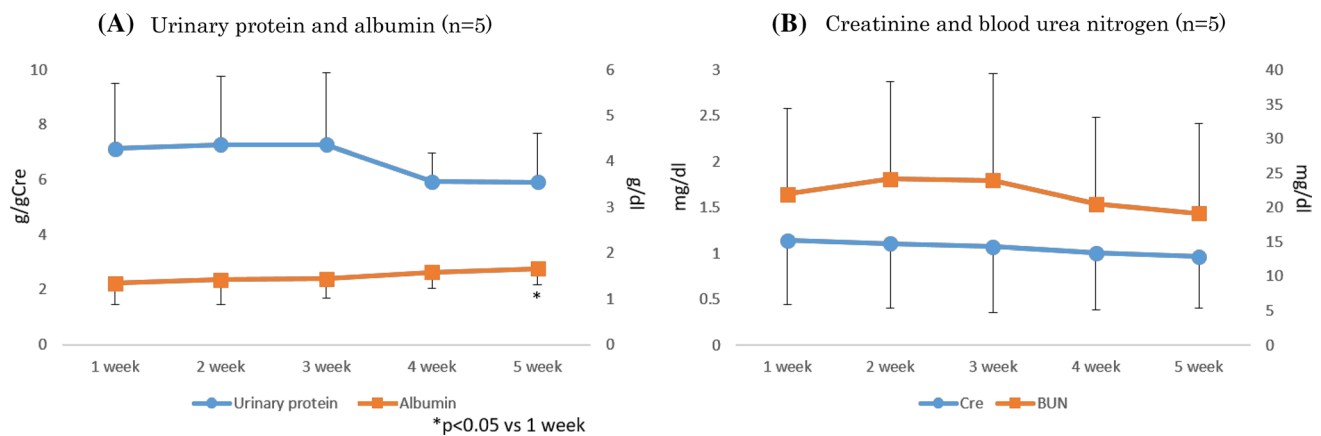 (A) Urinary protein and albumin (n=5)
g/gCre
10
8
6
4
2
0
g/dl
6
5
4
3
2
1
0
*
1 week 2 week 3 week 4 week 5 week
Urinary protein Albumin
*p<0.05 vs 1 week
(B) Creatinine and blood urea nitrogen (n=5)
mg/dl
3
2.5
2
1.5
1
0.5
0
mg/dl
40
35
30
25
20
15
10
5
0
1 week 2 week 3 week 4 week 5 week
Cre BUN